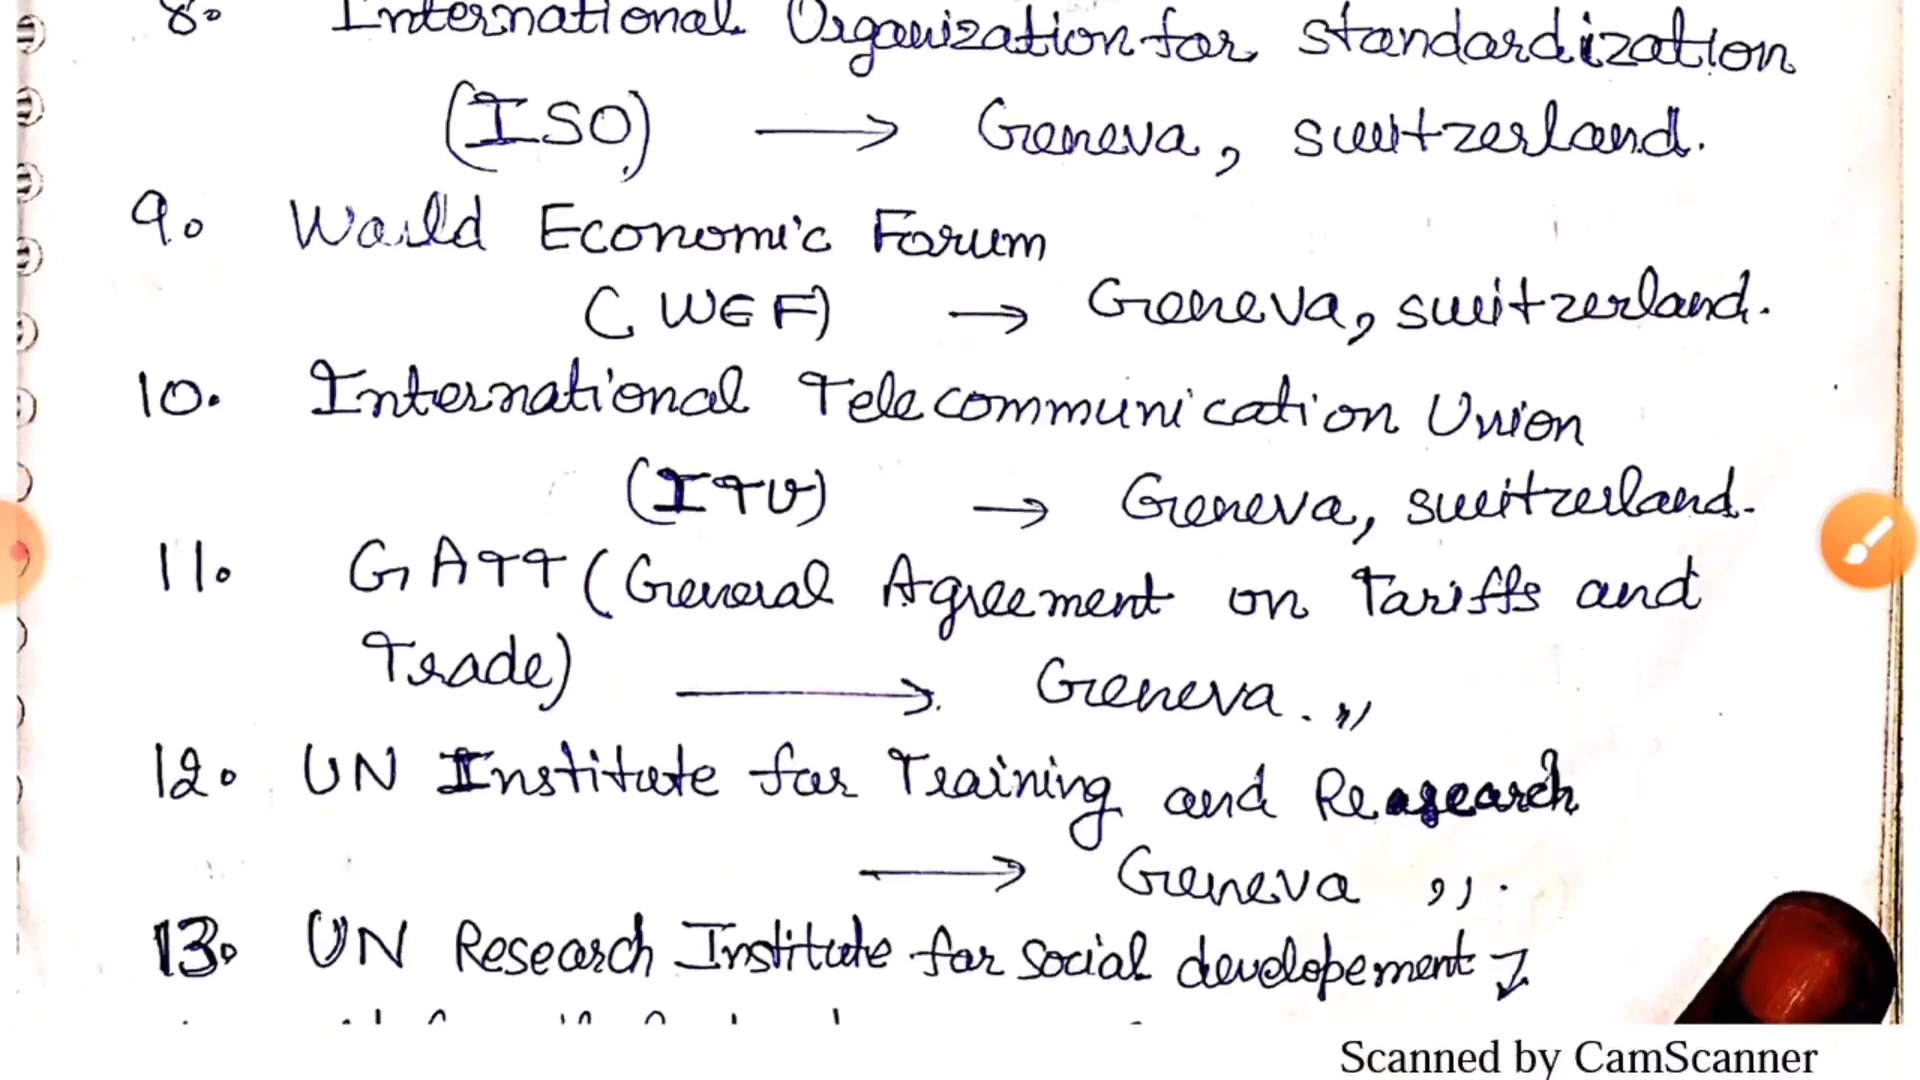 8. International Organization for standardization
(ISO) → Geneva, switzerland.
9. World Economic Forum
(WEF) → Geneva, switzerland.
10. International Telecommunication Union
(ITU) → Geneva, switzerland.
11. GATT (General Agreement on Tariffs and
Trade) → Geneva. ,,
12. UN Institute for Training and Research
→ Geneva ,, .
13. UN Research Institute for social developement
Scanned by CamScanner